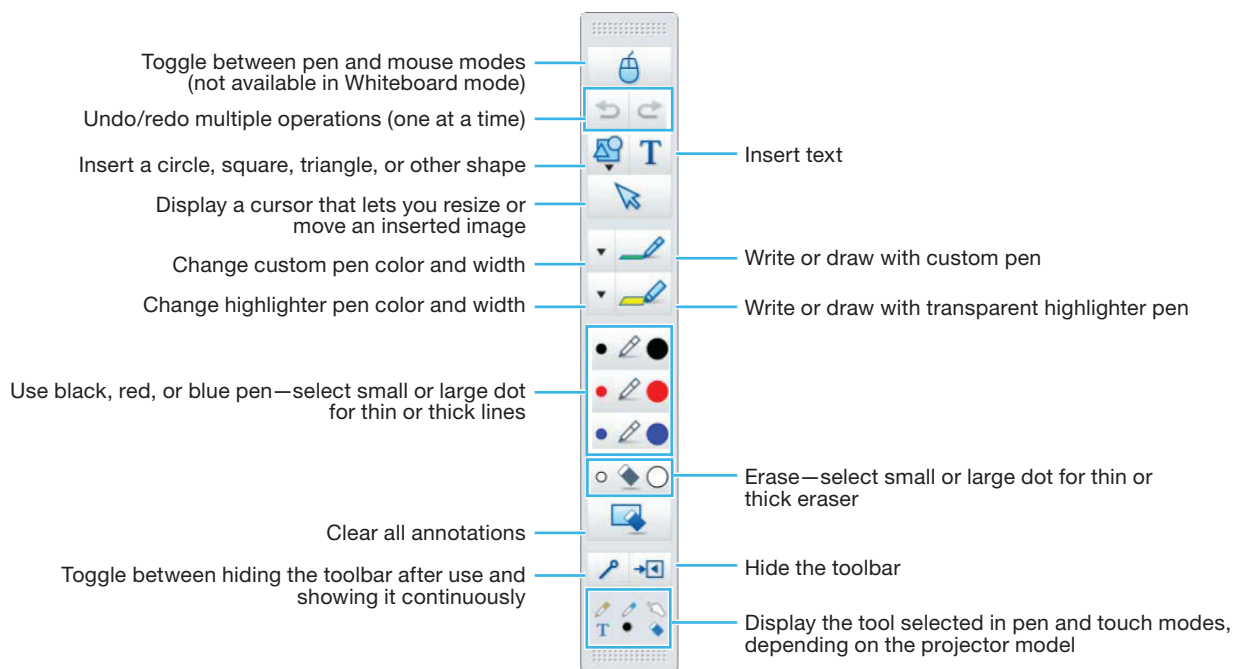 Toggle between pen and mouse modes
(not available in Whiteboard mode)
Undo/redo multiple operations (one at a time)
Insert a circle, square, triangle, or other shape
T
Insert text
Display a cursor that lets you resize or
move an inserted image
Change custom pen color and width
Write or draw with custom pen
Change highlighter pen color and width
Write or draw with transparent highlighter pen
Use black, red, or blue pen—select small or large dot
for thin or thick lines
Erase—select small or large dot for thin or
thick eraser
Clear all annotations
Toggle between hiding the toolbar after use and
showing it continuously
Hide the toolbar
T
Display the tool selected in pen and touch modes,
depending on the projector model